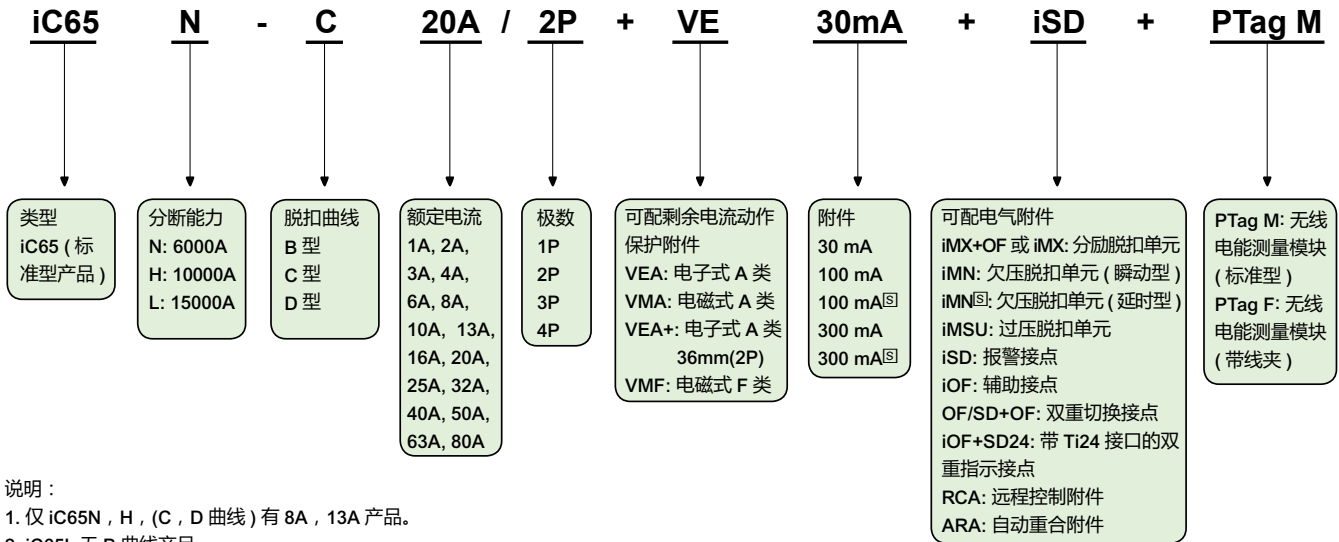 iC65 N - C 20A / 2P + VE 30mA + iSD + PTag M
类型
iC65 ( 标
准型产品 )
分断能力
N: 6000A
H: 10000A
L: 15000A
脱扣曲线
B 型
C 型
D 型
额定电流
1A, 2A,
3A, 4A,
6A, 8A,
10A, 13A,
16A, 20A,
25A, 32A,
40A, 50A,
63A, 80A
极数
1P
2P
3P
4P
可配剩余电流动作
保护附件
VEA: 电子式 A 类
VMA: 电磁式 A 类
VEA+: 电子式 A 类
36mm(2P)
VMF: 电磁式 F 类
附件
30 mA
100 mA
100 mA🅂
300 mA
300 mA🅂
可配电气附件
iMX+OF 或 iMX: 分励脱扣单元
iMN: 欠压脱扣单元 ( 瞬动型 )
iMN🅂: 欠压脱扣单元 ( 延时型 )
iMSU: 过压脱扣单元
iSD: 报警接点
iOF: 辅助接点
OF/SD+OF: 双重切换接点
iOF+SD24: 带 Ti24 接口的双
重指示接点
RCA: 远程控制附件
ARA: 自动重合附件
PTag M: 无线
电能测量模块
( 标准型 )
PTag F: 无线
电能测量模块
( 带线夹 )
说明：
1. 仅 iC65N，H，(C，D 曲线 ) 有 8A，13A 产品。